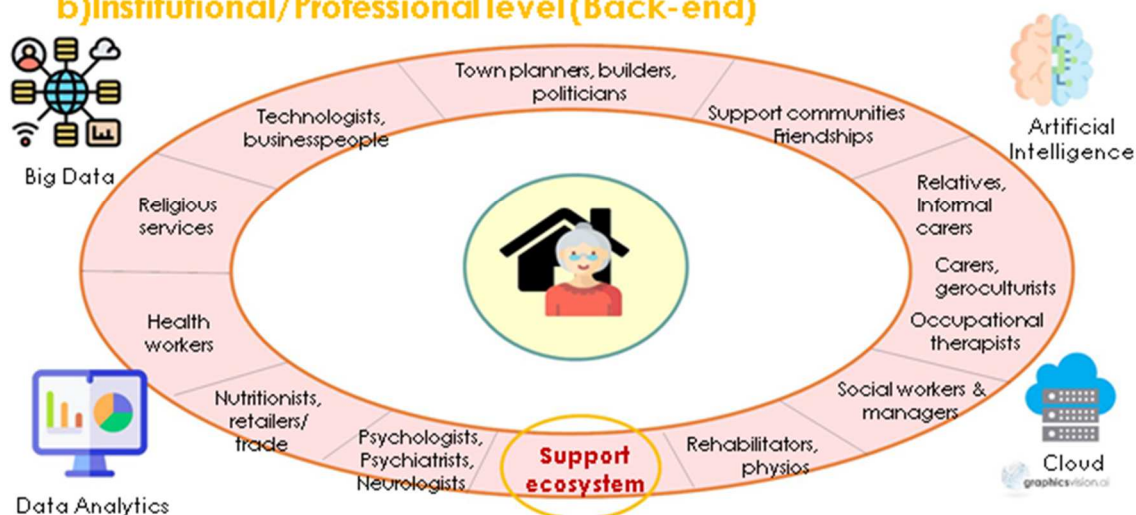 b)Institutional/Professional level(Back-end)
Town planners, builders,
politicians
Technologists,
businesspeople
Support communities
Friendships
Artificial
Intelligence
Big Data
Religious
services
Relatives,
Informal
carers
Carers,
geroculturists
Health
workers
Occupational
therapists
Nutritionists,
retailers/
trade
Social workers &
managers
Psychologists,
Psychiatrists,
Neurologists
Support
ecosystem
Rehabilitators,
physios
Cloud
graphicsvision.ai
Data Analytics